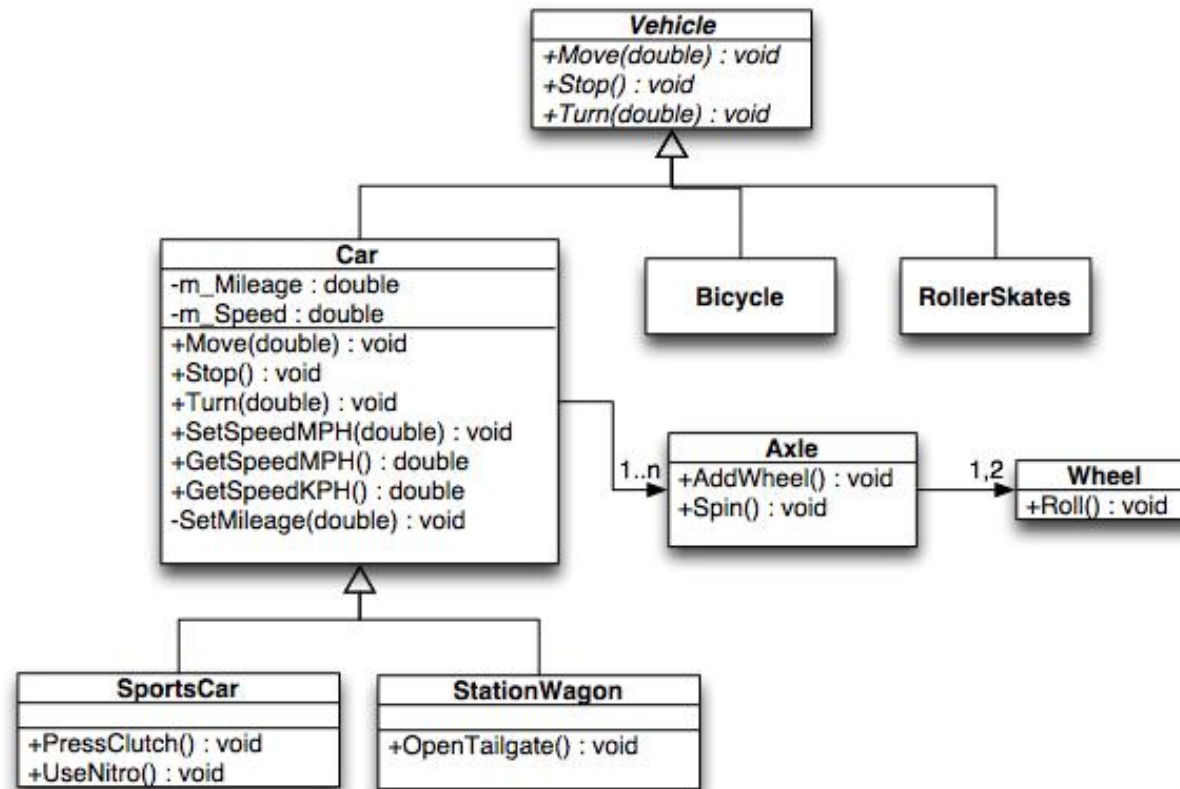 Vehicle
+Move(double) : void
+Stop() : void
+Turn(double) : void
Car
-m_Mileage : double
-m_Speed : double
+Move(double) : void
+Stop() : void
+Turn(double) : void
+SetSpeedMPH(double) : void
+GetSpeedMPH() : double
+GetSpeedKPH() : double
-SetMileage(double) : void
Bicycle
RollerSkates
1..n
Axle
+AddWheel() : void
+Spin() : void
1,2
Wheel
+Roll() : void
SportsCar
+PressClutch() : void
+UseNitro() : void
StationWagon
+OpenTailgate() : void